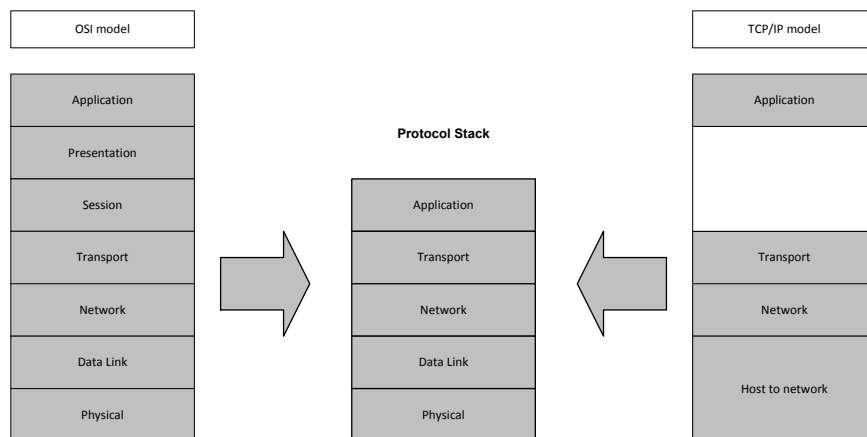 OSI model
Application
Presentation
Session
Transport
Network
Data Link
Physical
Protocol Stack
Application
Transport
Network
Data Link
Physical
TCP/IP model
Application
Transport
Network
Host to network